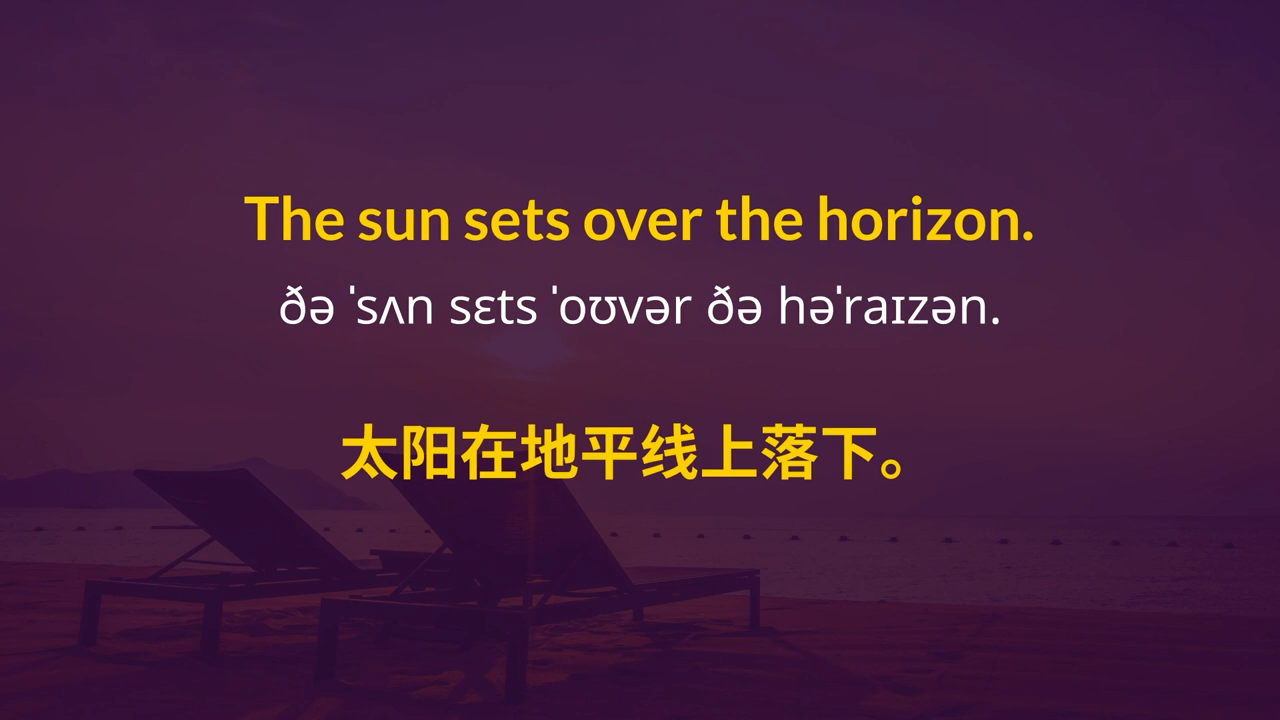 The sun sets over the horizon.
ðə ˈsʌn sɛts ˈoʊvər ðə həˈraɪzən.
太阳在地平线上落下。